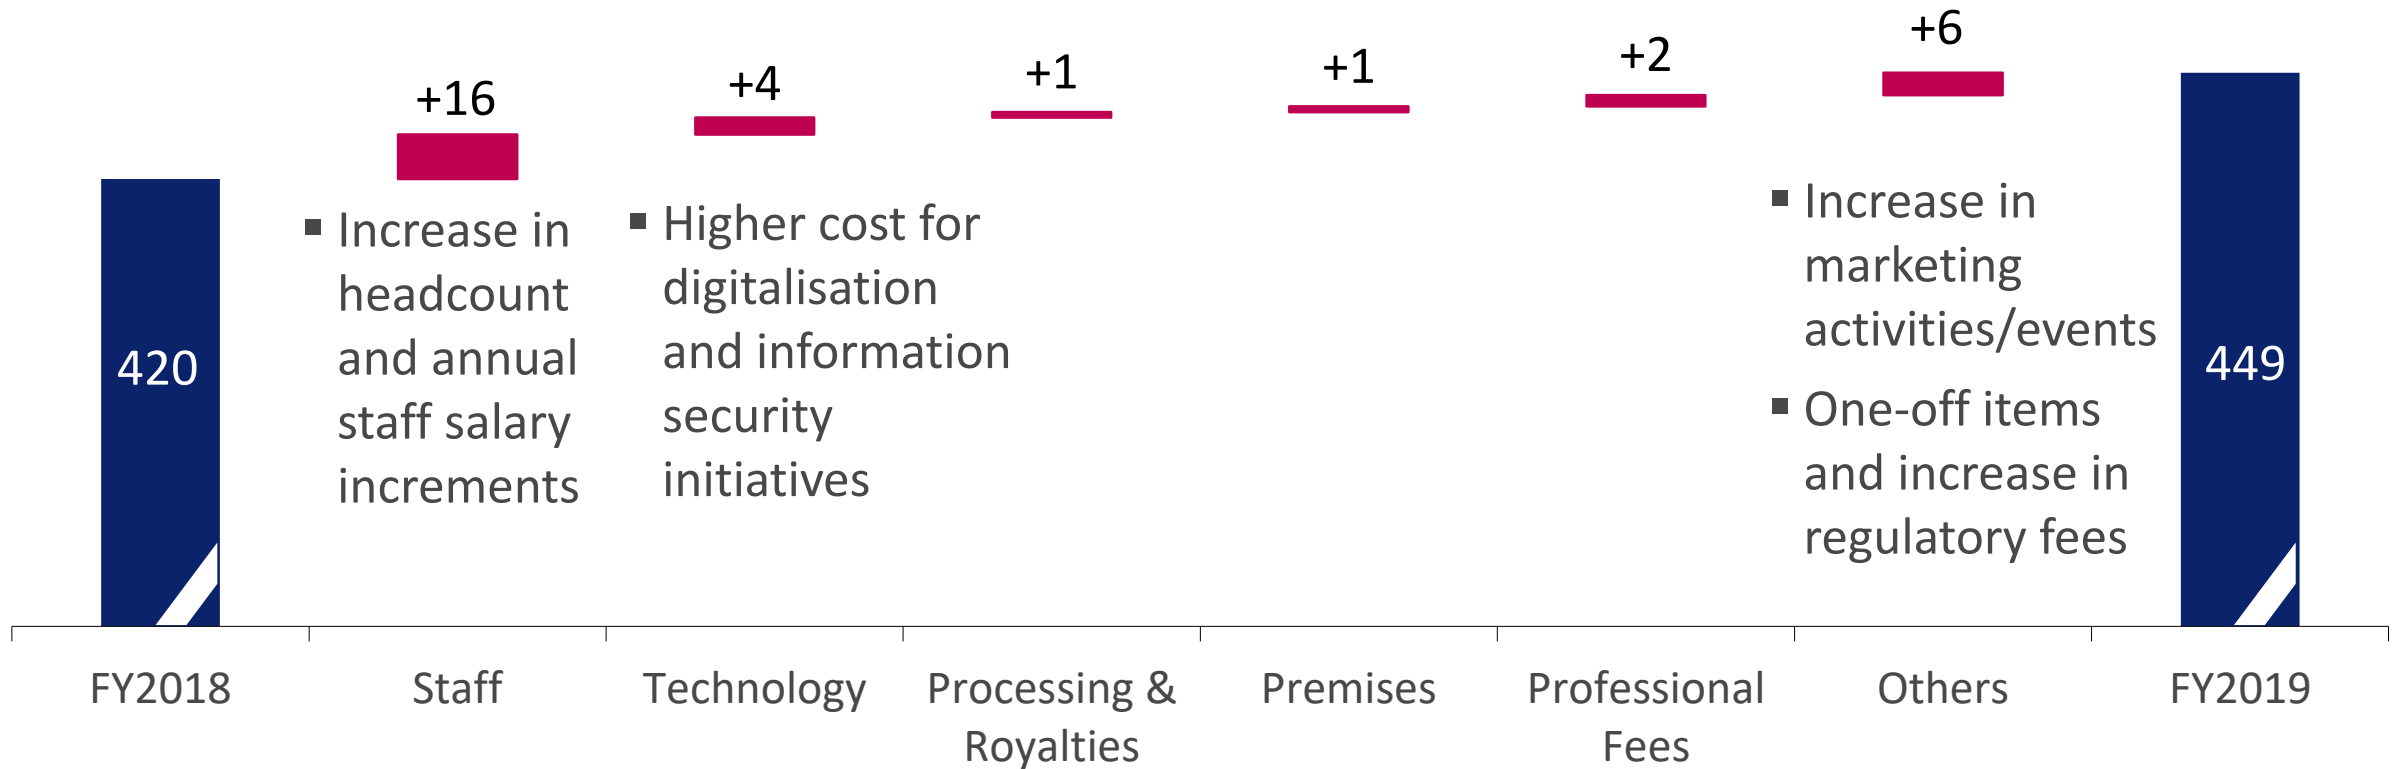 +16
+4
+1
+1
+2
+6
420
▪ Increase in
headcount
and annual
staff salary
increments
▪ Higher cost for
digitalisation
and information
security
initiatives
▪ Increase in
marketing
activities/events
▪ One-off items
and increase in
regulatory fees
449
FY2018
Staff
Technology
Processing &
Royalties
Premises
Professional
Fees
Others
FY2019